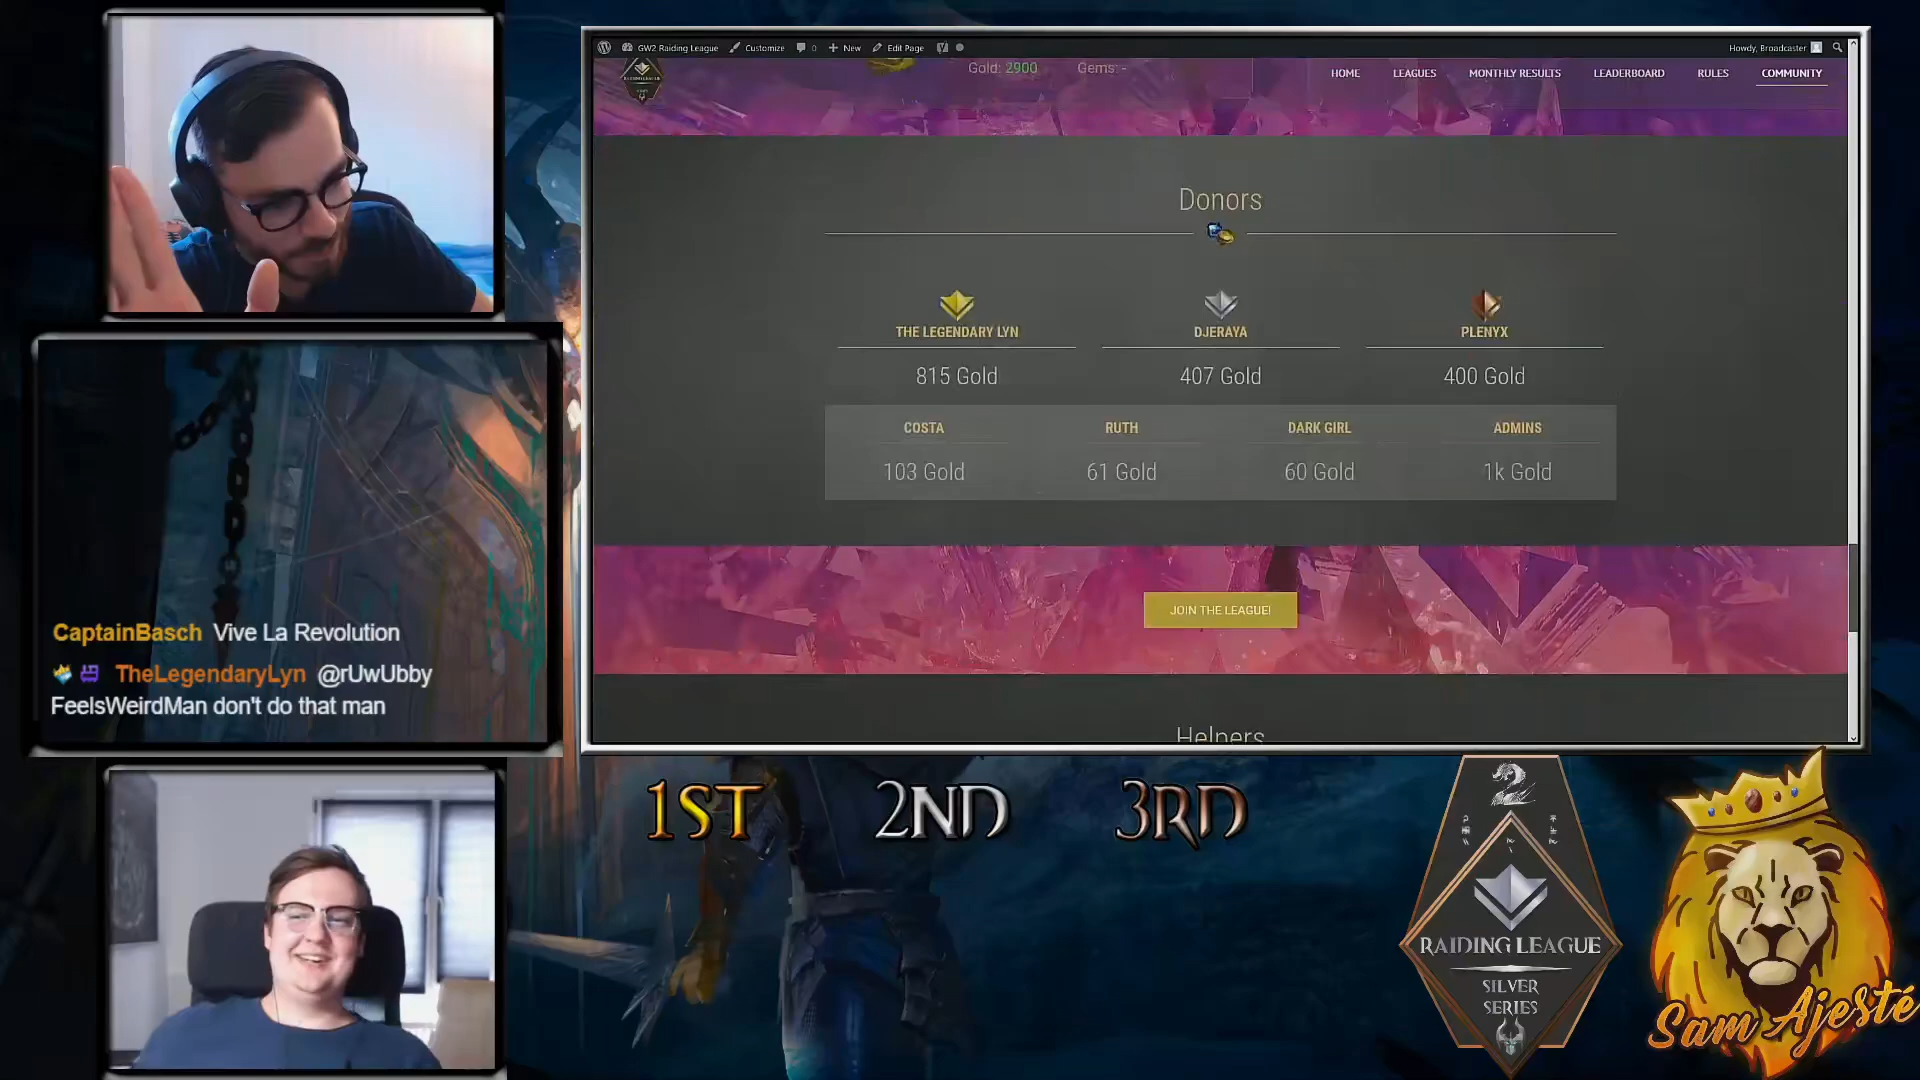 GW2 Raiding League
Customize
0
New
Edit Page
Howdy, Broadcaster
Gold: 2900
Gems: -
HOME
LEAGUES
MONTHLY RESULTS
LEADERBOARD
RULES
COMMUNITY
Donors
THE LEGENDARY LYN
DJERAYA
PLENYX
815 Gold
407 Gold
400 Gold
COSTA
RUTH
DARK GIRL
ADMINS
103 Gold
61 Gold
60 Gold
1k Gold
JOIN THE LEAGUE!
Helpers
CaptainBasch Vive La Revolution
TheLegendaryLyn @rUwUbby
FeelsWeirdMan don't do that man
1ST
2ND
3RD
RAIDING LEAGUE
SILVER
SERIES
Sam Ajesté